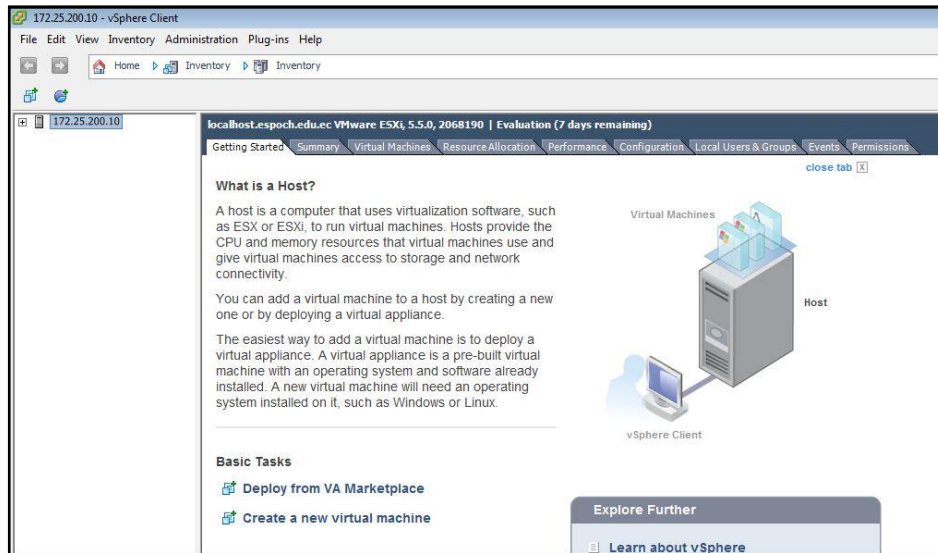 172.25.200.10 - vSphere Client
File Edit View Inventory Administration Plug-ins Help
Home Inventory Inventory
172.25.200.10
localhost.espoch.edu.ec VMware ESXi, 5.5.0, 2068190 | Evaluation (7 days remaining)
Getting Started Summary Virtual Machines Resource Allocation Performance Configuration Local Users & Groups Events Permissions
close tab X
What is a Host?
A host is a computer that uses virtualization software, such
as ESX or ESXi, to run virtual machines. Hosts provide the
CPU and memory resources that virtual machines use and
give virtual machines access to storage and network
connectivity.
You can add a virtual machine to a host by creating a new
one or by deploying a virtual appliance.
The easiest way to add a virtual machine is to deploy a
virtual appliance. A virtual appliance is a pre-built virtual
machine with an operating system and software already
installed. A new virtual machine will need an operating
system installed on it, such as Windows or Linux.
Virtual Machines
Host
vSphere Client
Basic Tasks
Deploy from VA Marketplace
Create a new virtual machine
Explore Further
Learn about vSphere